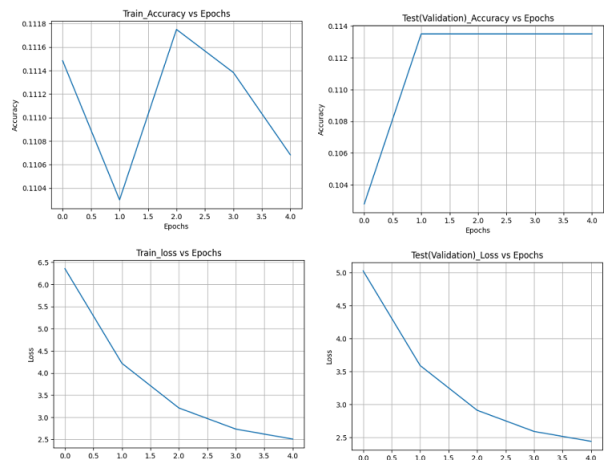 Train_Accuracy vs Epochs
Accuracy
0.1118
0.1116
0.1114
0.1112
0.1110
0.1108
0.1106
0.1104
0.0 0.5 1.0 1.5 2.0 2.5 3.0 3.5 4.0
Epochs
Test(Validation)_Accuracy vs Epochs
Accuracy
0.114
0.112
0.110
0.108
0.106
0.104
0.0 0.5 1.0 1.5 2.0 2.5 3.0 3.5 4.0
Epochs
Train_loss vs Epochs
Loss
6.5
6.0
5.5
5.0
4.5
4.0
3.5
3.0
2.5
0.0 0.5 1.0 1.5 2.0 2.5 3.0 3.5 4.0
Test(Validation)_Loss vs Epochs
Loss
5.0
4.5
4.0
3.5
3.0
2.5
0.0 0.5 1.0 1.5 2.0 2.5 3.0 3.5 4.0